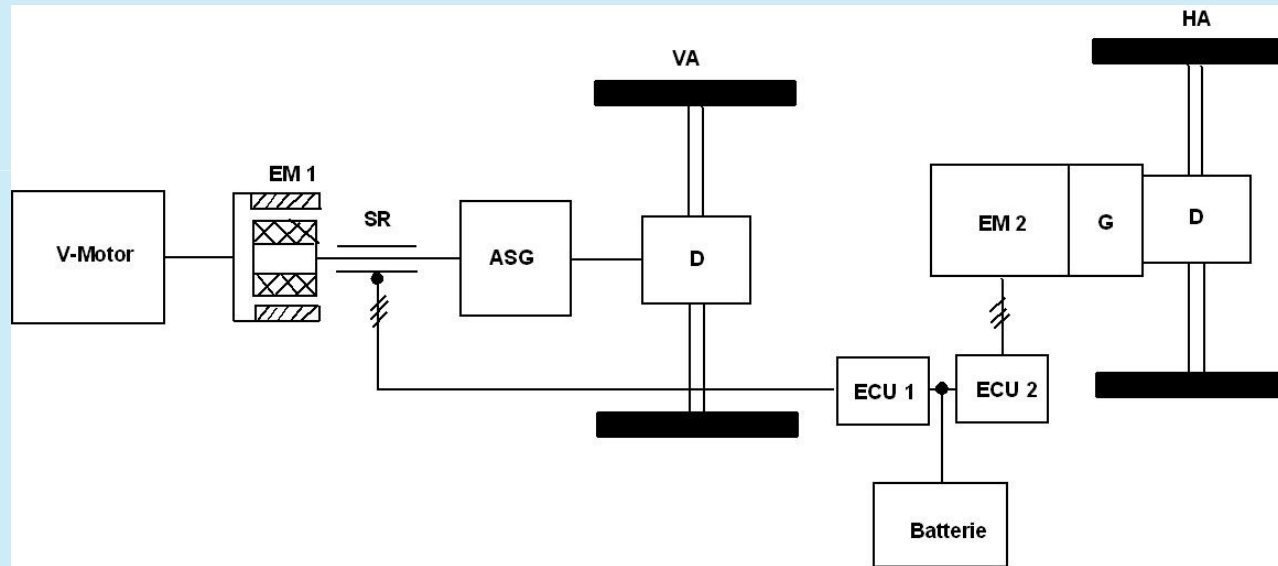 HA
VA
EM 1
SR
V-Motor
ASG
D
EM 2
G
D
ECU 1
ECU 2
Batterie